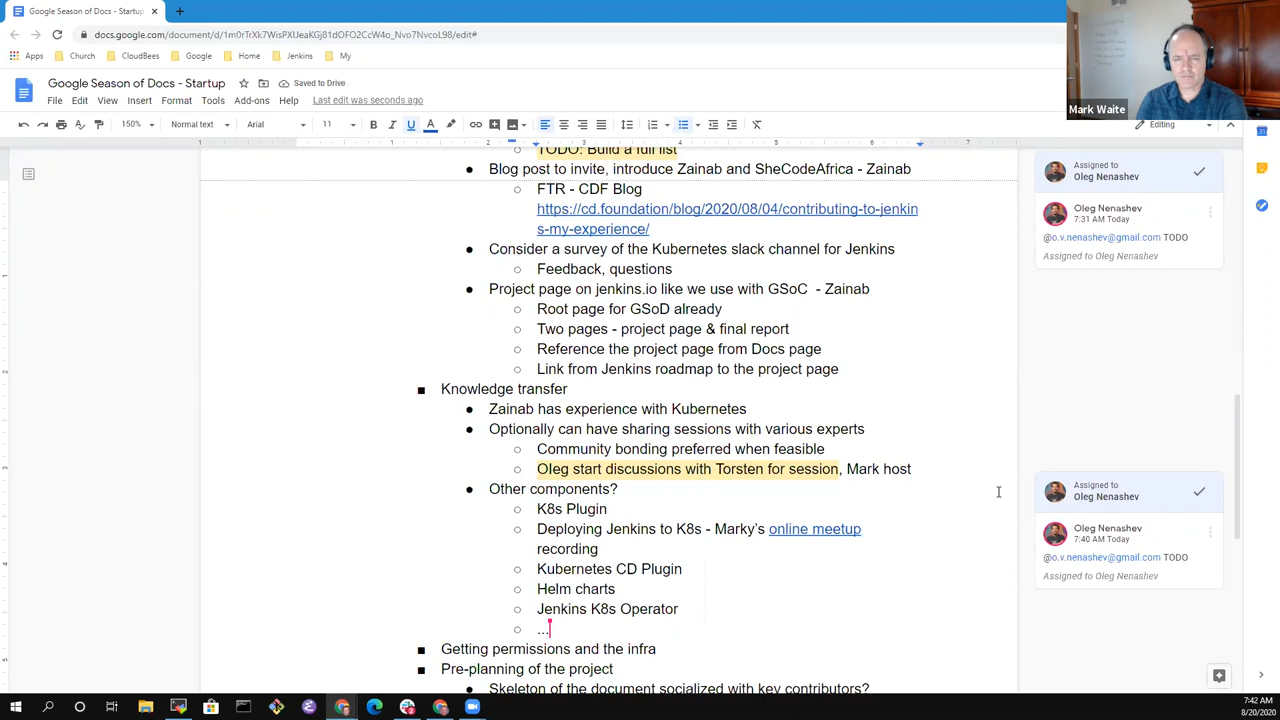 Google Season of Docs - Startup
docs.google.com/document/d/1m0rTrXk7WisPXUeaKGj81dOFO2CcW4o_Nvo7NvcoL98/edit#
Apps
Church
CloudBees
Google
Home
Jenkins
My
Google Season of Docs - Startup
Saved to Drive
File Edit View Insert Format Tools Add-ons Help Last edit was seconds ago
150% Normal text Arial 11 B I U A Editing
Mark Waite
1 1 2 3 4 5 6 7
TODO: Build a full list
Blog post to invite, introduce Zainab and SheCodeAfrica - Zainab
FTR - CDF Blog
https://cd.foundation/blog/2020/08/04/contributing-to-jenkin
s-my-experience/
Consider a survey of the Kubernetes slack channel for Jenkins
Feedback, questions
Project page on jenkins.io like we use with GSoC - Zainab
Root page for GSoD already
Two pages - project page & final report
Reference the project page from Docs page
Link from Jenkins roadmap to the project page
Knowledge transfer
Zainab has experience with Kubernetes
Optionally can have sharing sessions with various experts
Community bonding preferred when feasible
Oleg start discussions with Torsten for session, Mark host
Other components?
K8s Plugin
Deploying Jenkins to K8s - Marky's online meetup
recording
Kubernetes CD Plugin
Helm charts
Jenkins K8s Operator
...
Getting permissions and the infra
Pre-planning of the project
Skeleton of the document socialized with key contributors?
Assigned to
Oleg Nenashev
Oleg Nenashev
7:31 AM Today
@o.v.nenashev@gmail.com TODO
Assigned to Oleg Nenashev
Assigned to
Oleg Nenashev
Oleg Nenashev
7:40 AM Today
@o.v.nenashev@gmail.com TODO
Assigned to Oleg Nenashev
7:42 AM
8/20/2020